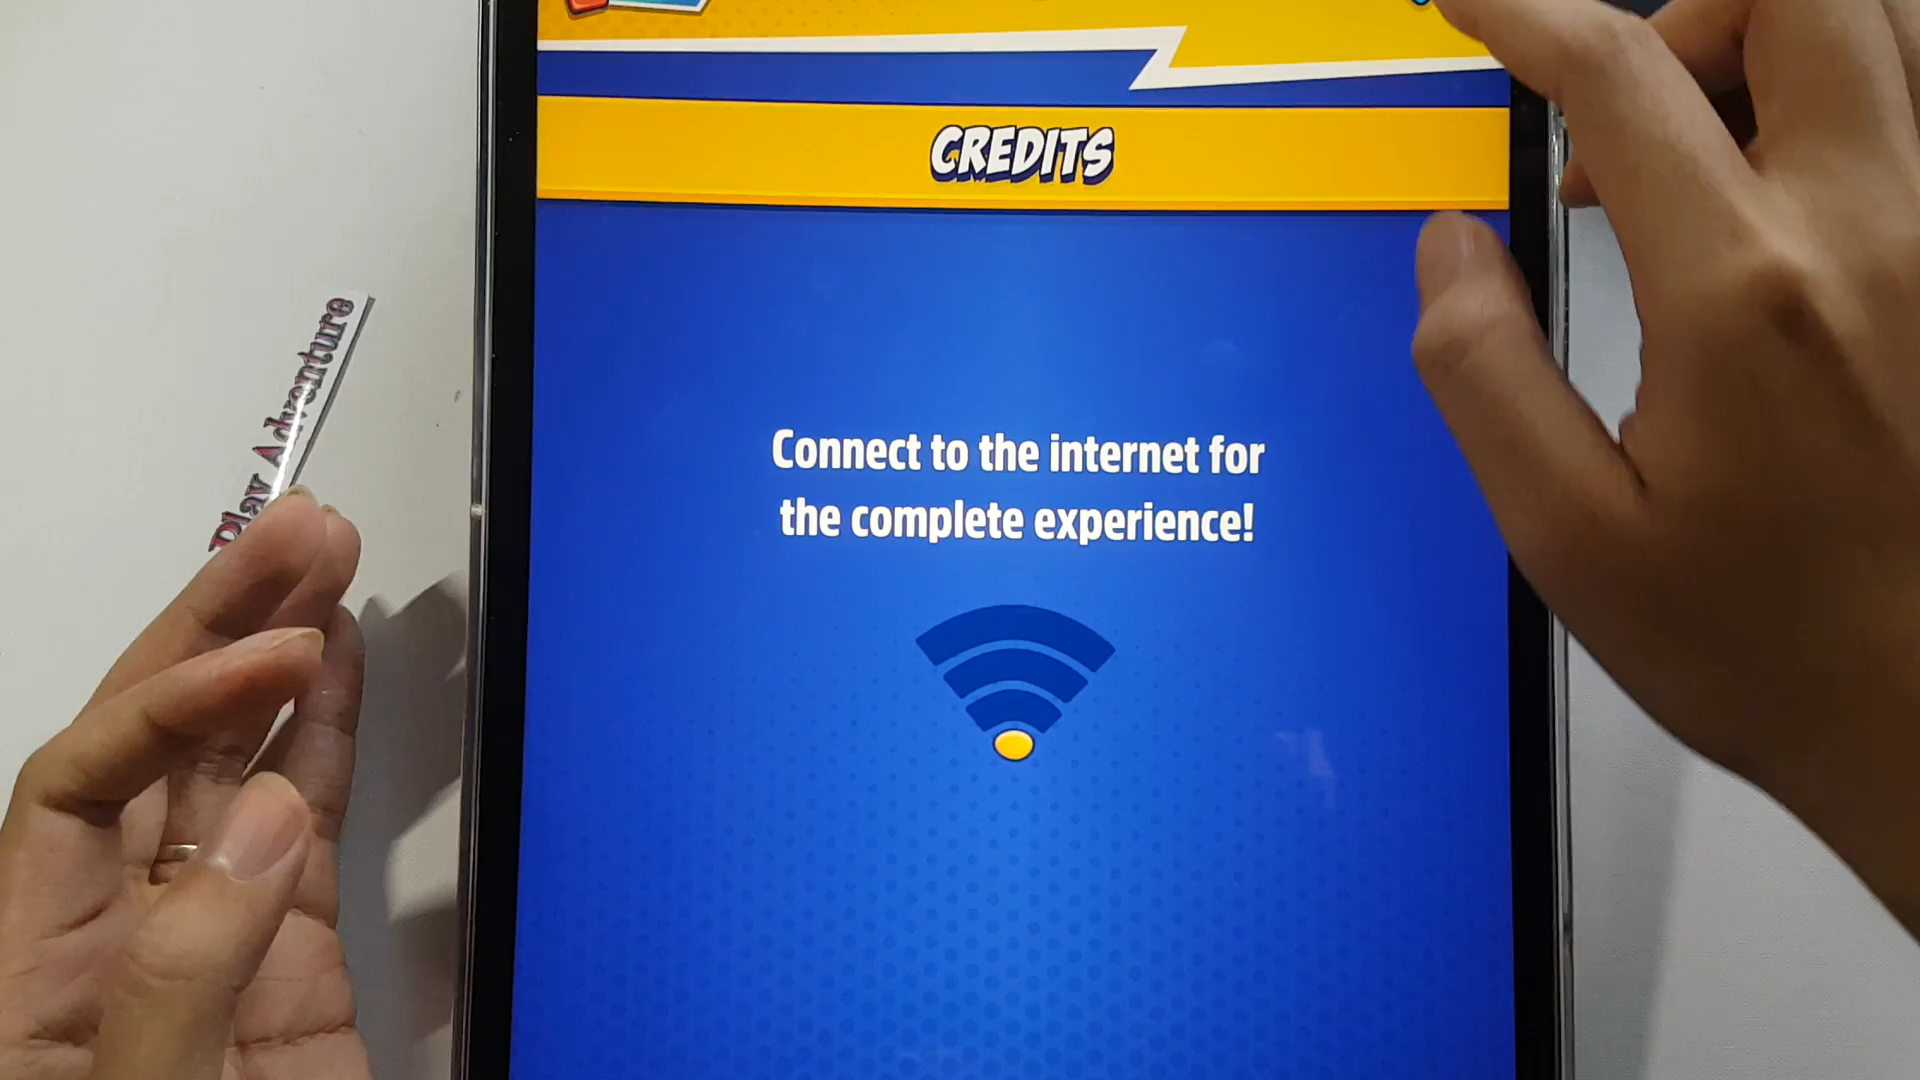 CREDITS
Connect to the internet for
the complete experience!
Play Adventure